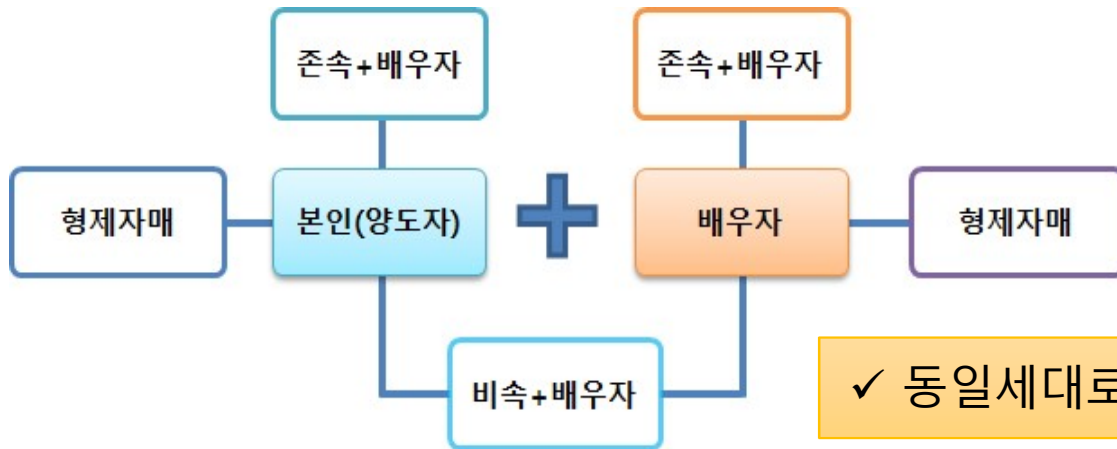 존속+배우자
존속+배우자
형제자매
본인(양도자)
배우자
형제자매
비속+배우자
✓ 동일세대로